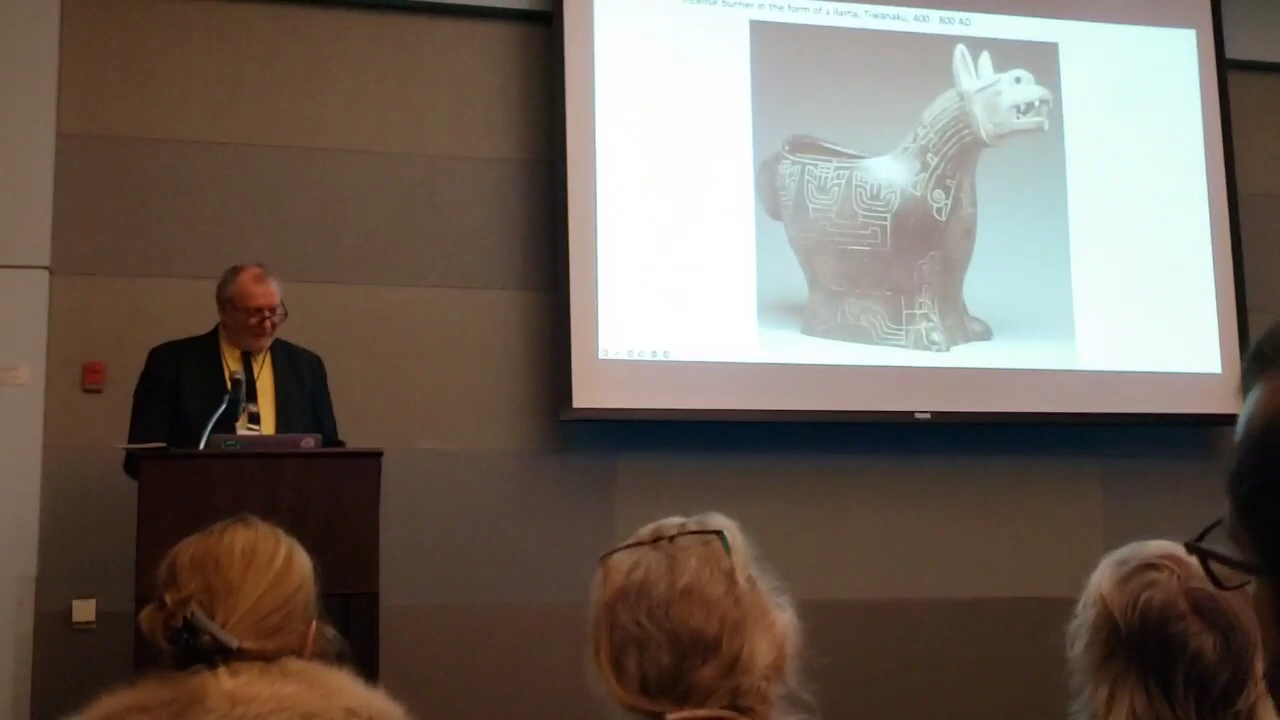 Incense burner in the form of a llama, Tiwanaku, 400 - 800 AD